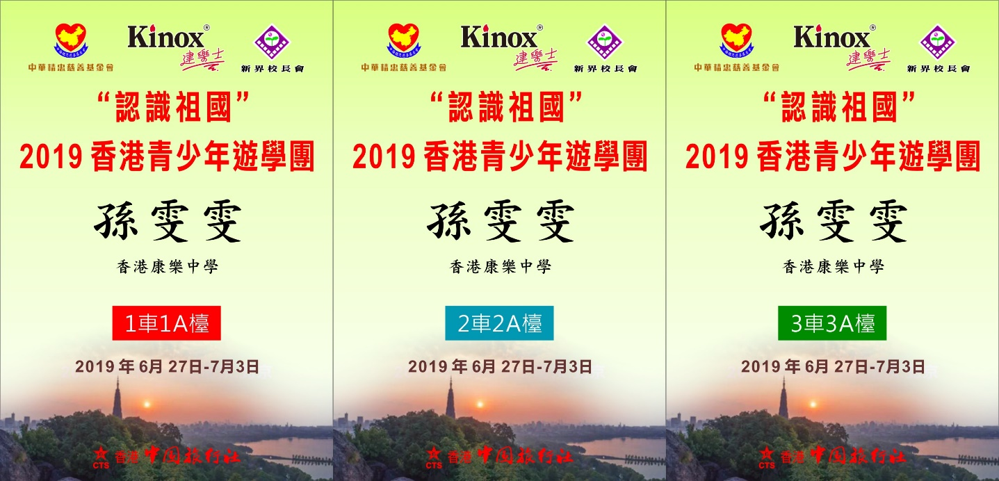 中華情忠慈善基金會
Kinox®
建樂士
新界校長會
“認識祖國”
2019 香港青少年遊學團
孫雯雯
香港康樂中學
1車1A檯
2019 年 6月 27日-7月3日
CTS 香港中国旅行社
中華情忠慈善基金會
Kinox®
建樂士
新界校長會
“認識祖國”
2019 香港青少年遊學團
孫雯雯
香港康樂中學
2車2A檯
2019 年 6月 27日-7月3日
CTS 香港中国旅行社
中華情忠慈善基金會
Kinox®
建樂士
新界校長會
“認識祖國”
2019 香港青少年遊學團
孫雯雯
香港康樂中學
3車3A檯
2019 年 6月 27日-7月3日
CTS 香港中国旅行社